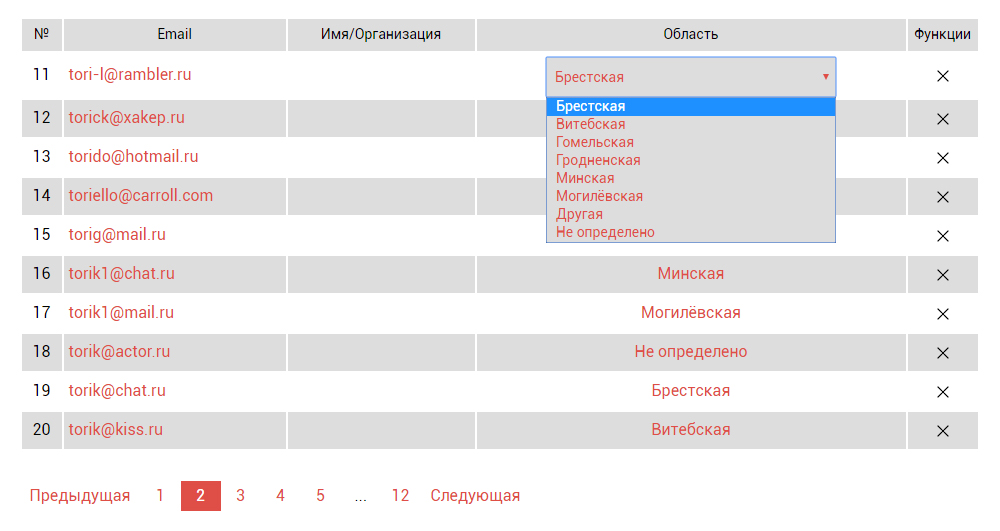 № Email Имя/Организация Область Функции
11 tori-l@rambler.ru Брестская
Брестская
12 torick@xakep.ru
Витебская
Гомельская
13 torido@hotmail.ru
Гродненская
Минская
14 toriello@carroll.com
Могилёвская
Другая
15 torig@mail.ru
Не определено
16 torik1@chat.ru Минская
17 torik1@mail.ru Могилёвская
18 torik@actor.ru Не определено
19 torik@chat.ru Брестская
20 torik@kiss.ru Витебская
Предыдущая 1 2 3 4 5 ... 12 Следующая